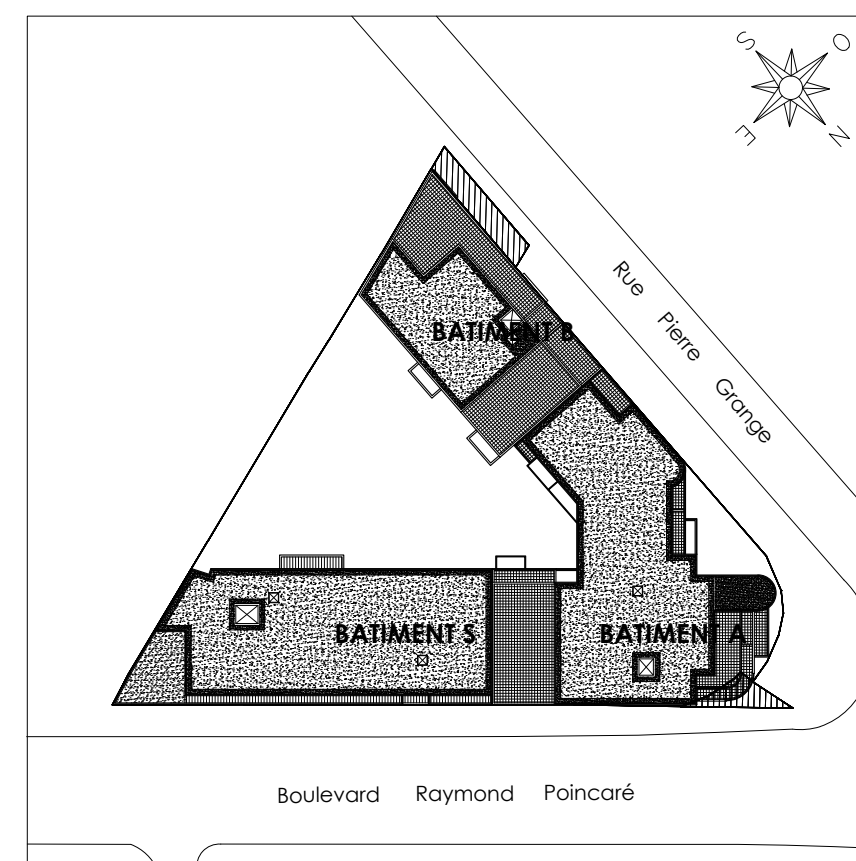 S O
E N
Rue Pierre Grange
BATIMENT B
BATIMENT S BATIMENT A
Boulevard Raymond Poincaré